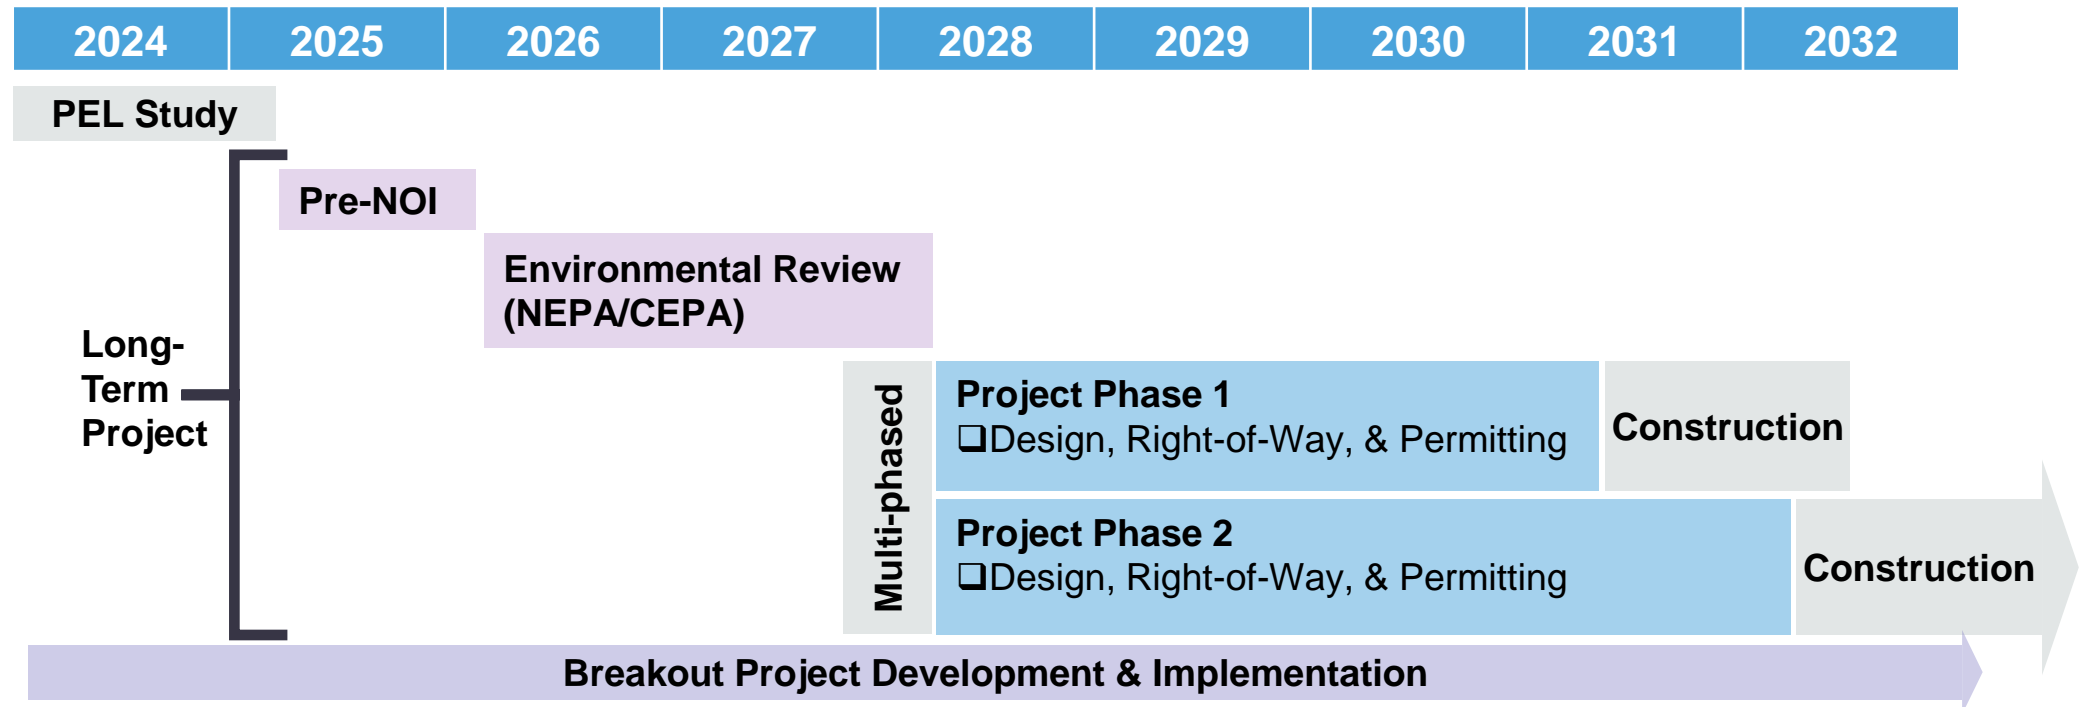 2024 2025 2026 2027 2028 2029 2030 2031 2032
PEL Study
Pre-NOI
Environmental Review
(NEPA/CEPA)
Long-
Term
Project
Multi-phased
Project Phase 1
❑Design, Right-of-Way, & Permitting
Construction
Project Phase 2
❑Design, Right-of-Way, & Permitting
Construction
Breakout Project Development & Implementation